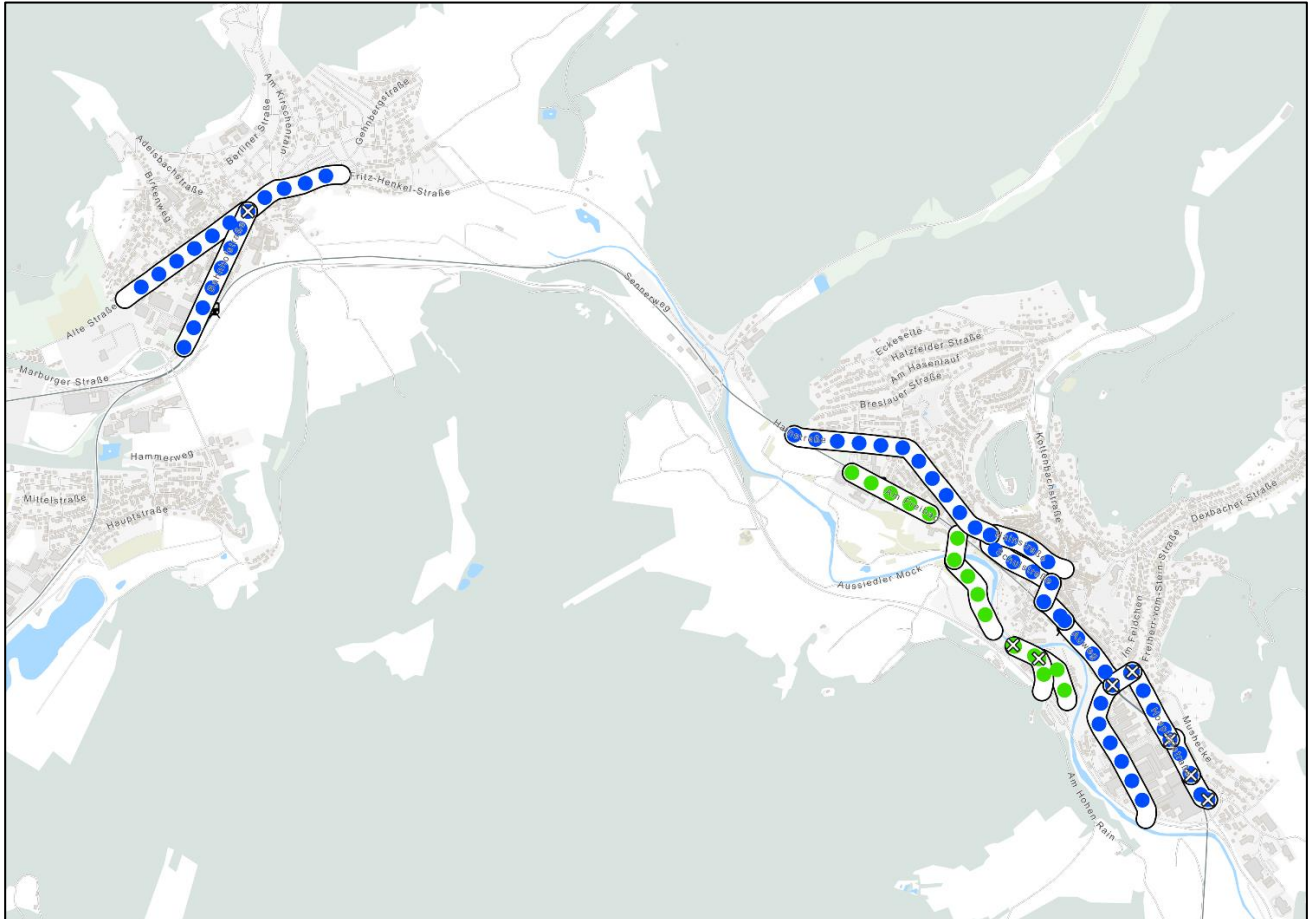 Am Kirschenrain
Gehnbergstraße
Berliner Straße
Adelsbachstraße
Birkenweg
Fritz-Henkel-Straße
Alte Straße
Marburger Straße
Hammerweg
Mittelstraße
Hauptstraße
Sennerweg
Eckeseite
Hatzfelder Straße
Am Hasenlauf
Breslauer Straße
Kottenbachstraße
Dexbacher Straße
Aussiedler Mock
Im Feldchen
Freiherr-vom-Stein-Straße
Mushecke
Am Hohen Rain